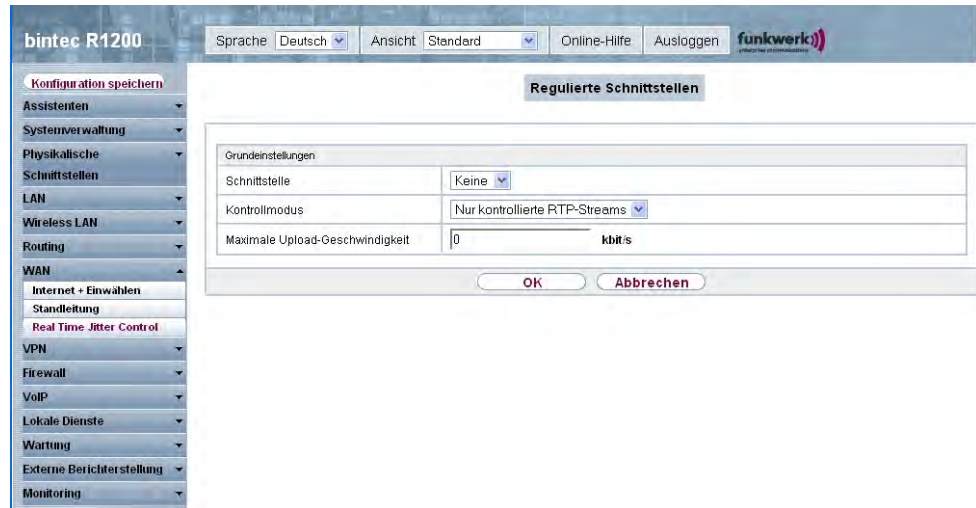 bintec R1200
Sprache Deutsch Ansicht Standard Online-Hilfe Ausloggen funkwerk
Konfiguration speichern
Assistenten
Systemverwaltung
Physikalische
Schnittstellen
LAN
Wireless LAN
Routing
WAN
Internet + Einwählen
Standleitung
Real Time Jitter Control
VPN
Firewall
VoIP
Lokale Dienste
Wartung
Externe Berichterstellung
Monitoring
Regulierte Schnittstellen
Grundeinstellungen
Schnittstelle Keine
Kontrollmodus Nur kontrollierte RTP-Streams
Maximale Upload-Geschwindigkeit 0 kbit/s
OK Abbrechen